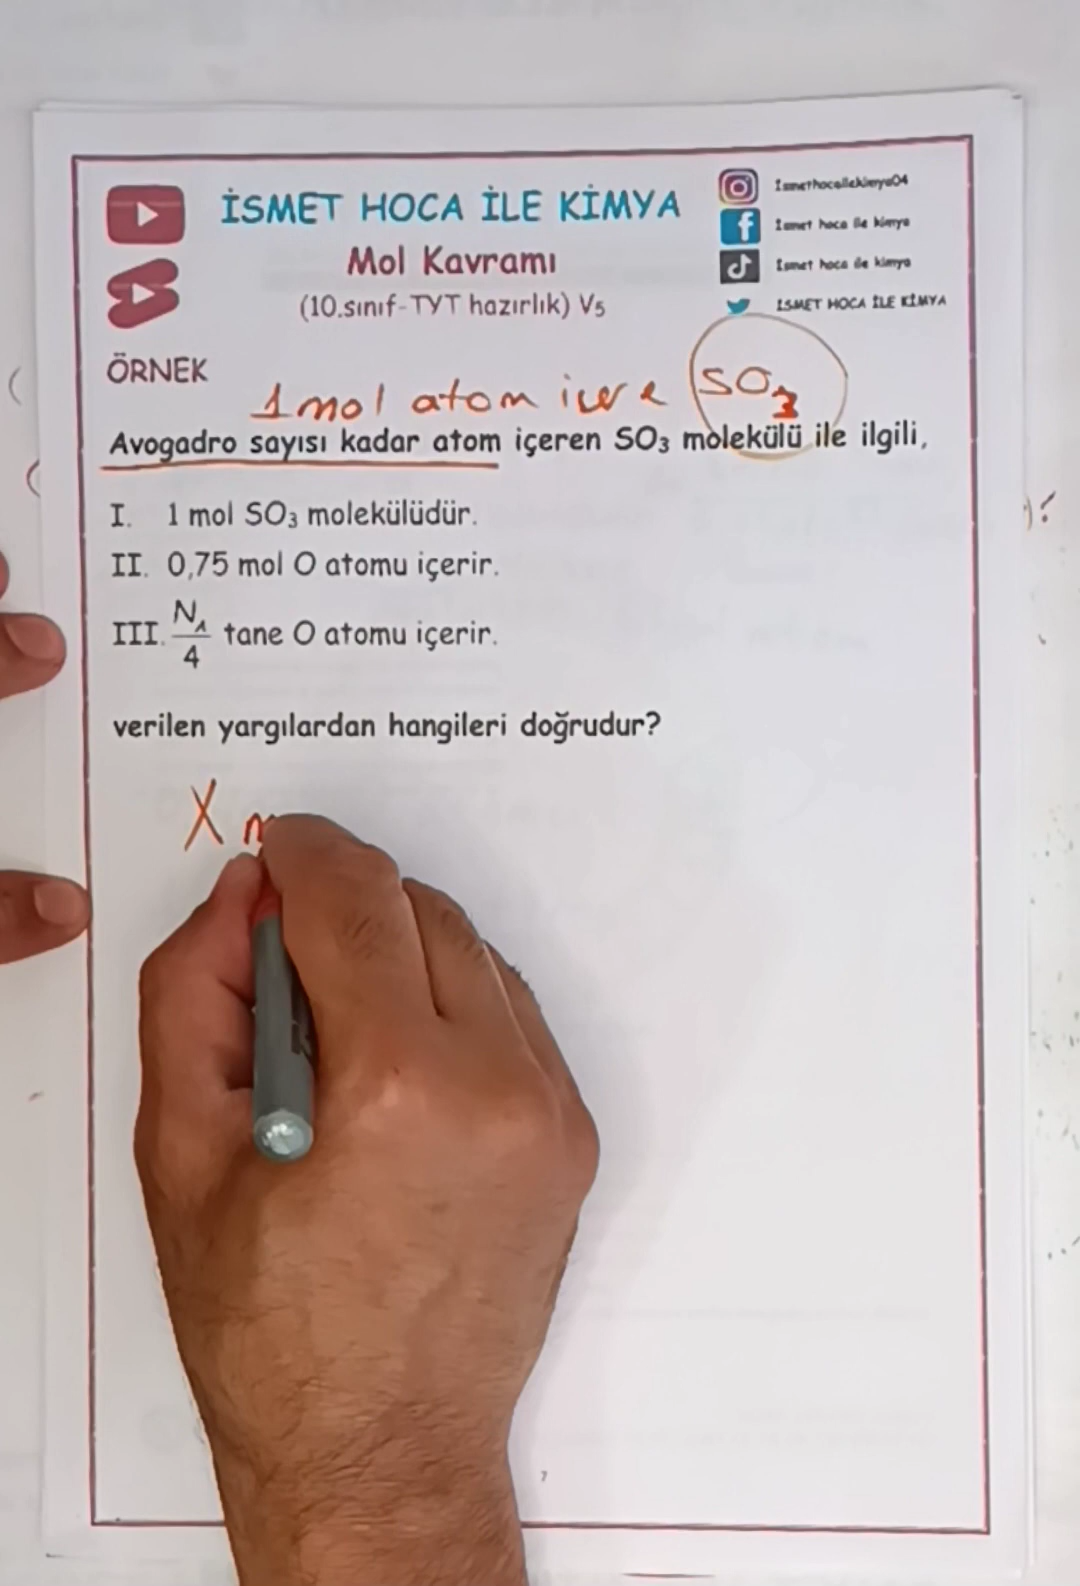 İSMET HOCA İLE KİMYA
Mol Kavramı
(10.sınıf-TYT hazırlık) V5
İsmethocailekimya04
İsmet hoca ile kimya
İsmet hoca ile kimya
İSMET HOCA İLE KİMYA
ÖRNEK
1 mol atom içere SO₃
Avogadro sayısı kadar atom içeren SO₃ molekülü ile ilgili,
I. 1 mol SO₃ molekülüdür.
II. 0,75 mol O atomu içerir.
III. N_A/4 tane O atomu içerir.
verilen yargılardan hangileri doğrudur?
X
7